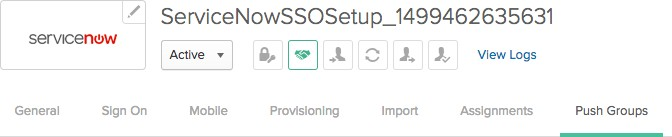 ServiceNowSSOSetup_1499462635631
servicenow
Active View Logs
General Sign On Mobile Provisioning Import Assignments Push Groups